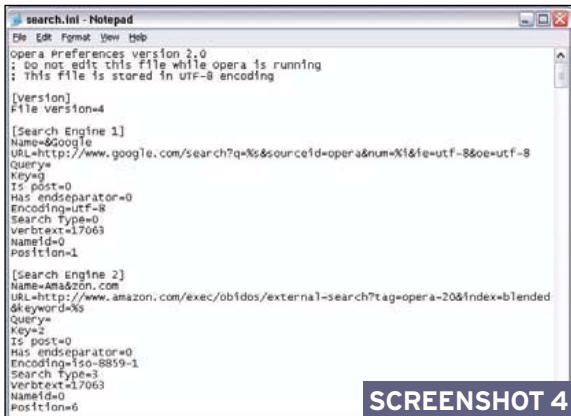 search.ini - Notepad
File Edit Format View Help
Opera Preferences version 2.0
; Do not edit this file while Opera is running
; This file is stored in UTF-8 encoding
[Version]
File Version=4
[Search Engine 1]
Name=&Google
URL=http://www.google.com/search?q=%s&sourceid=opera&num=%i&ie=utf-8&oe=utf-8
Query=
Key=g
Is post=0
Has endseparator=0
Encoding=utf-8
Search Type=0
Verbtext=17063
Nameid=0
Position=1
[Search Engine 2]
Name=Ama&zon.com
URL=http://www.amazon.com/exec/obidos/external-search?tag=opera-20&index=blended
&keyword=%s
Query=
Key=z
Is post=0
Has endseparator=0
Encoding=iso-8859-1
Search Type=3
Verbtext=17063
Nameid=0
Position=6
SCREENSHOT 4